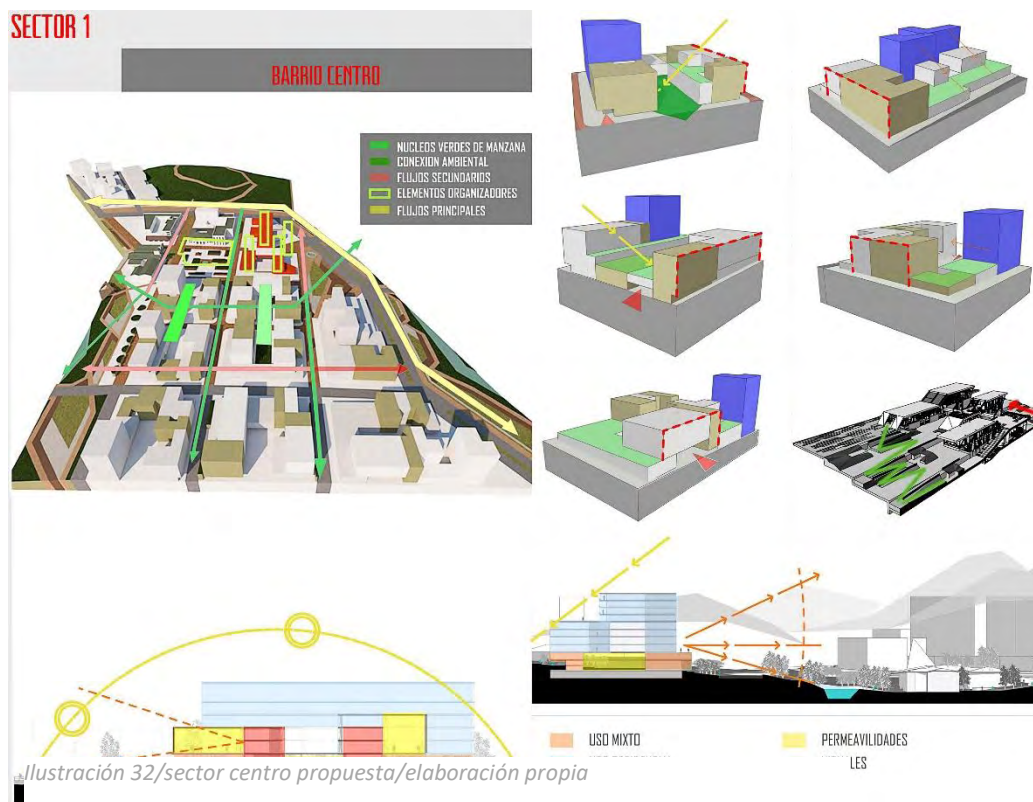 SECTOR 1
BARRIO CENTRO
NUCLEOS VERDES DE MANZANA
CONEXION AMBIENTAL
FLUJOS SECUNDARIOS
ELEMENTOS ORGANIZADORES
FLUJOS PRINCIPALES
USO MIXTO
PERMEAVILIDADES
LES
Ilustración 32/sector centro propuesta/elaboración propia